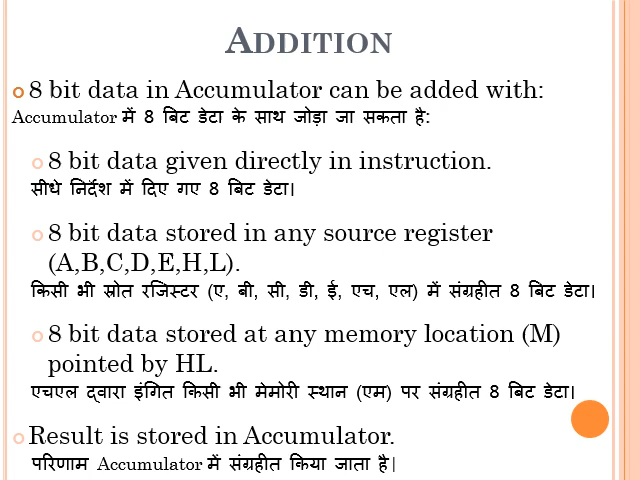 ADDITION
8 bit data in Accumulator can be added with:
Accumulator में 8 बिट डेटा के साथ जोड़ा जा सकता है:
8 bit data given directly in instruction.
सीधे निर्देश में दिए गए 8 बिट डेटा।
8 bit data stored in any source register
(A,B,C,D,E,H,L).
किसी भी स्रोत रजिस्टर (ए, बी, सी, डी, ई, एच, एल) में संग्रहीत 8 बिट डेटा।
8 bit data stored at any memory location (M)
pointed by HL.
एचएल द्वारा इंगित किसी भी मेमोरी स्थान (एम) पर संग्रहीत 8 बिट डेटा।
Result is stored in Accumulator.
परिणाम Accumulator में संग्रहीत किया जाता है|